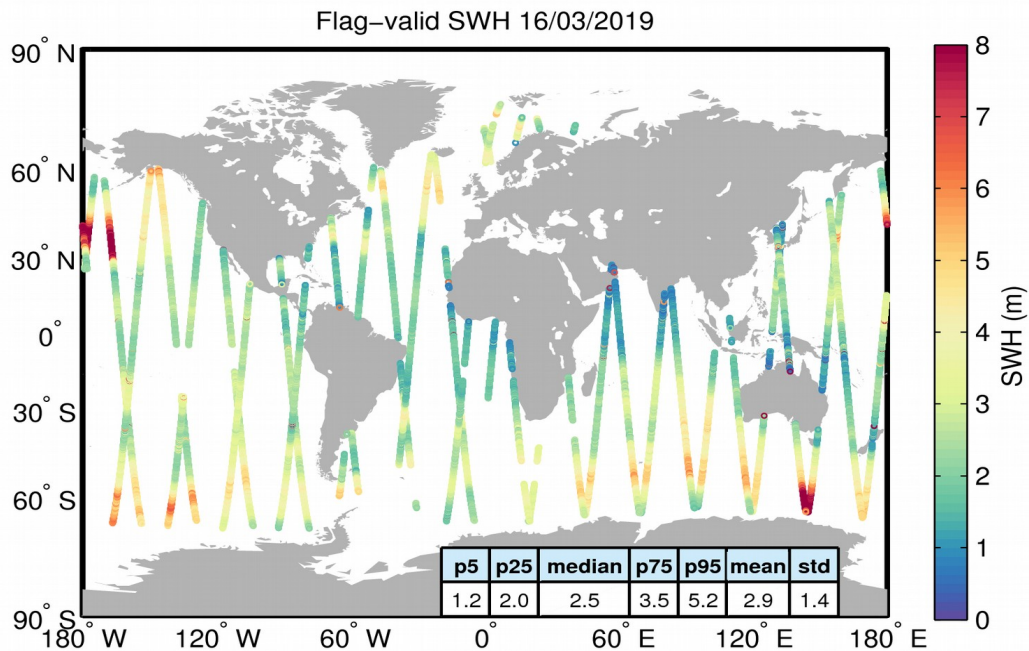 Flag−valid SWH 16/03/2019
90° N
60° N
30° N
0°
30° S
60° S
90° S
180° W
120° W
60° W
0°
60° E
120° E
180° E
p5 p25 median p75 p95 mean std
1.2 2.0 2.5 3.5 5.2 2.9 1.4
8
7
6
5
4
3
2
1
0
SWH (m)